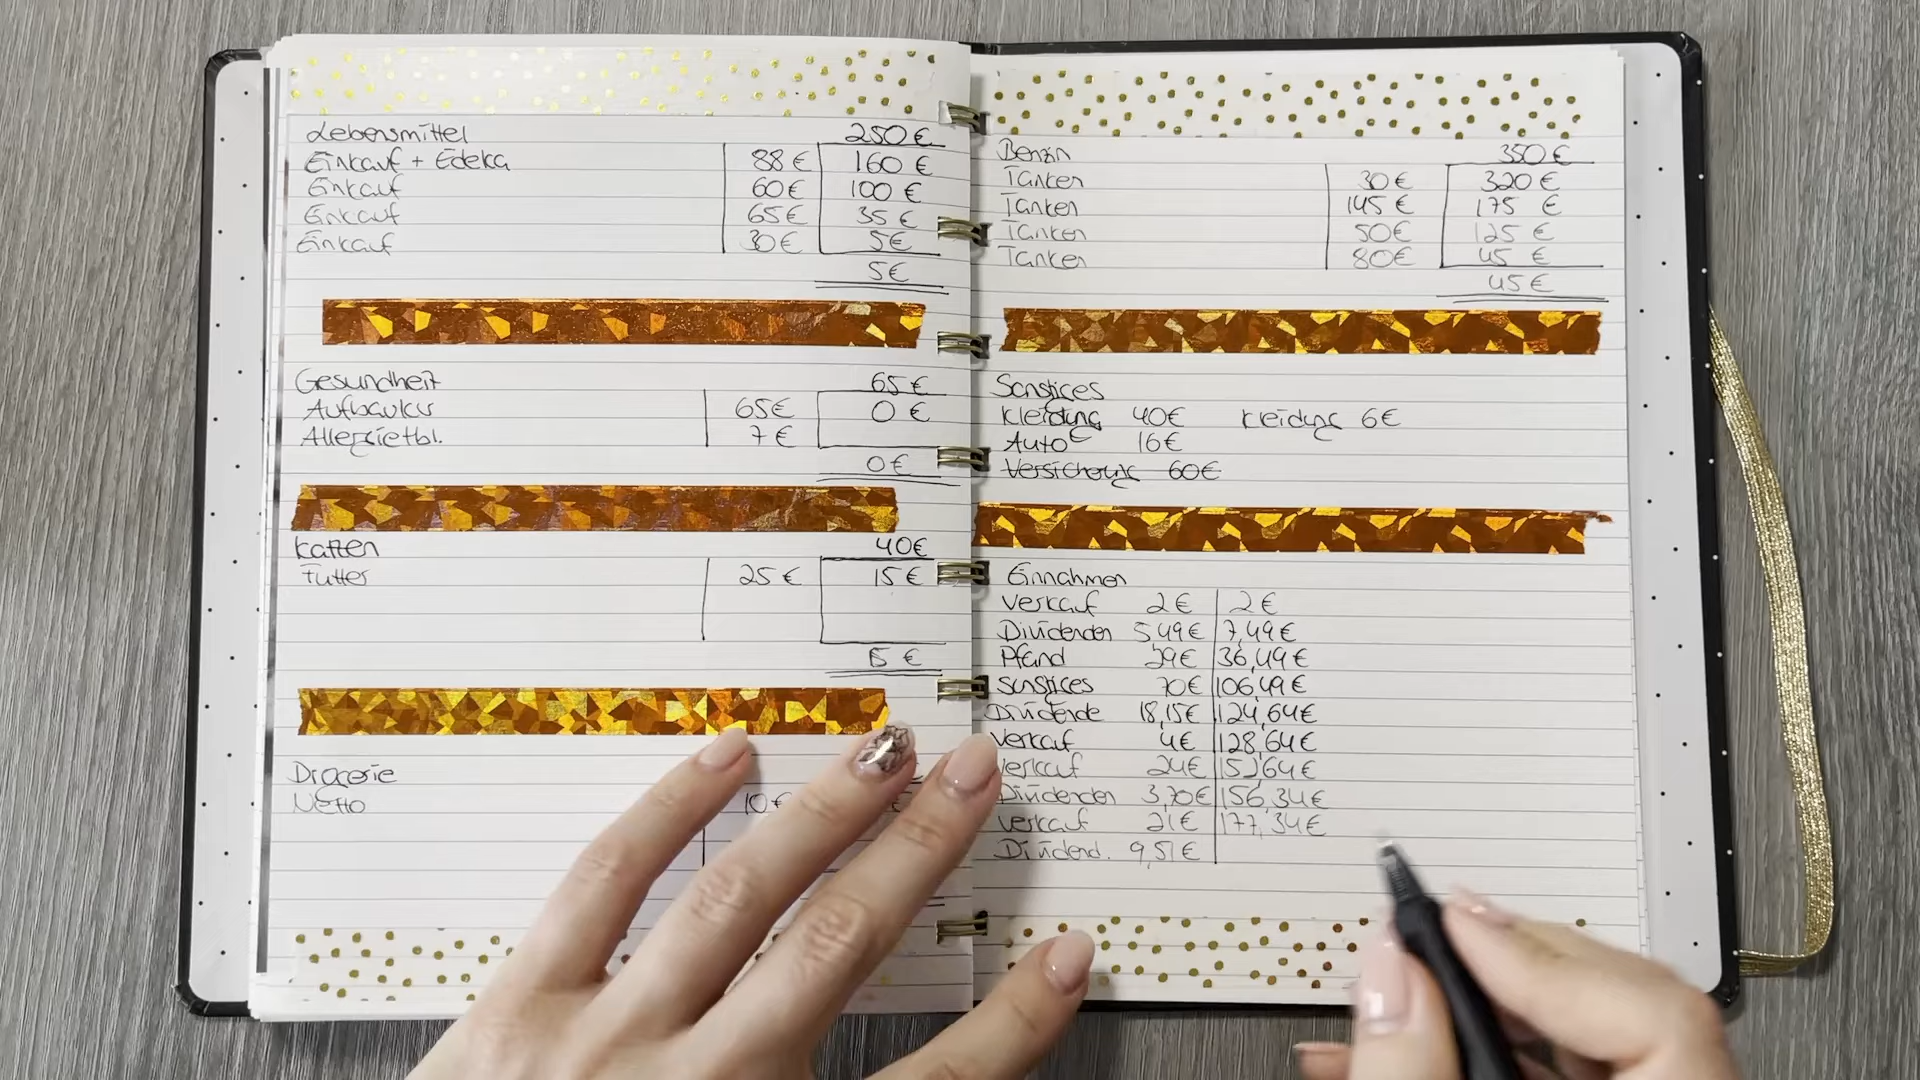 Lebensmittel 250€
Einkauf + Edeka 88€ 160€
Einkauf 60€ 100€
Einkauf 65€ 35€
Einkauf 30€ 5€
5€
Gesundheit 65€
Aufbaukur 65€ 0€
Allergietbl. 7€
0€
Katzen 40€
Futter 25€ 15€
€
Drogerie
Netto 10€
Benzin 350€
Tanken 30€ 320€
Tanken 145€ 175€
Tanken 50€ 125€
Tanken 80€ 45€
45€
Sonstiges
Kleidung 40€ Kleidung 6€
Auto 16€
Versicherung 60€
Einnahmen
Verkauf 2€ 2€
Dividenden 5,49€ 7,49€
Pfand 29€ 36,49€
Sonstiges 70€ 106,49€
Dividende 18,15€ 124,64€
Verkauf 4€ 128,64€
Verkauf 24€ 152,64€
Dividenden 3,70€ 156,34€
Verkauf 21€ 177,34€
Dividend. 9,51€